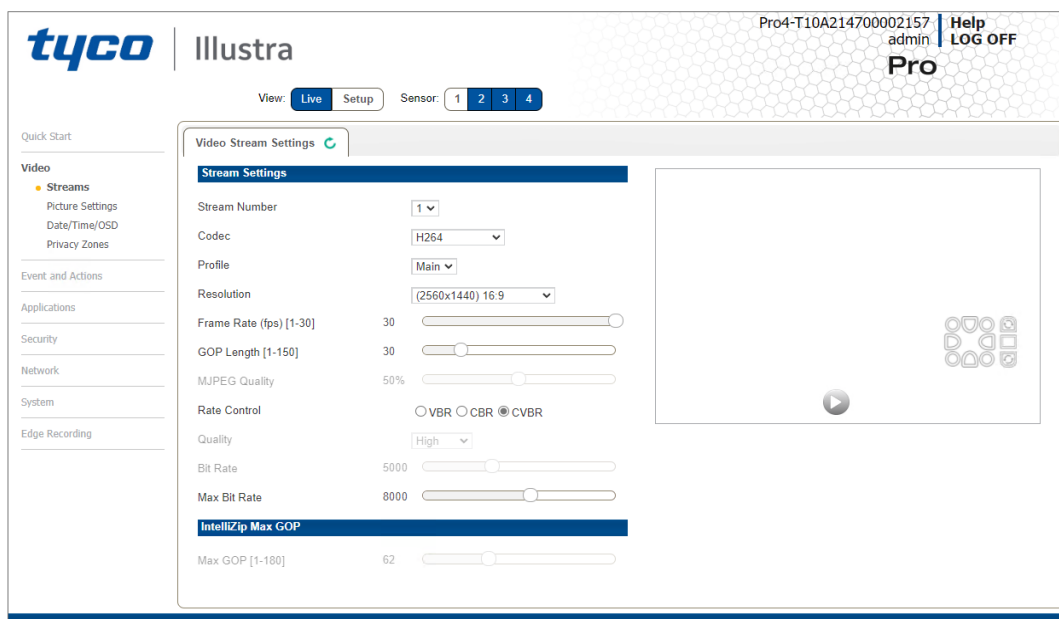 tyco Illustra
Pro4-T10A214700002157 Help
admin LOG OFF
Pro
View: Live Setup Sensor: 1 2 3 4
Quick Start
Video
Streams
Picture Settings
Date/Time/OSD
Privacy Zones
Event and Actions
Applications
Security
Network
System
Edge Recording
Video Stream Settings
Stream Settings
Stream Number 1
Codec H264
Profile Main
Resolution (2560x1440) 16:9
Frame Rate (fps) [1-30] 30
GOP Length [1-150] 30
MJPEG Quality 50%
Rate Control VBR CBR CVBR
Quality High
Bit Rate 5000
Max Bit Rate 8000
IntelliZip Max GOP
Max GOP [1-180] 62